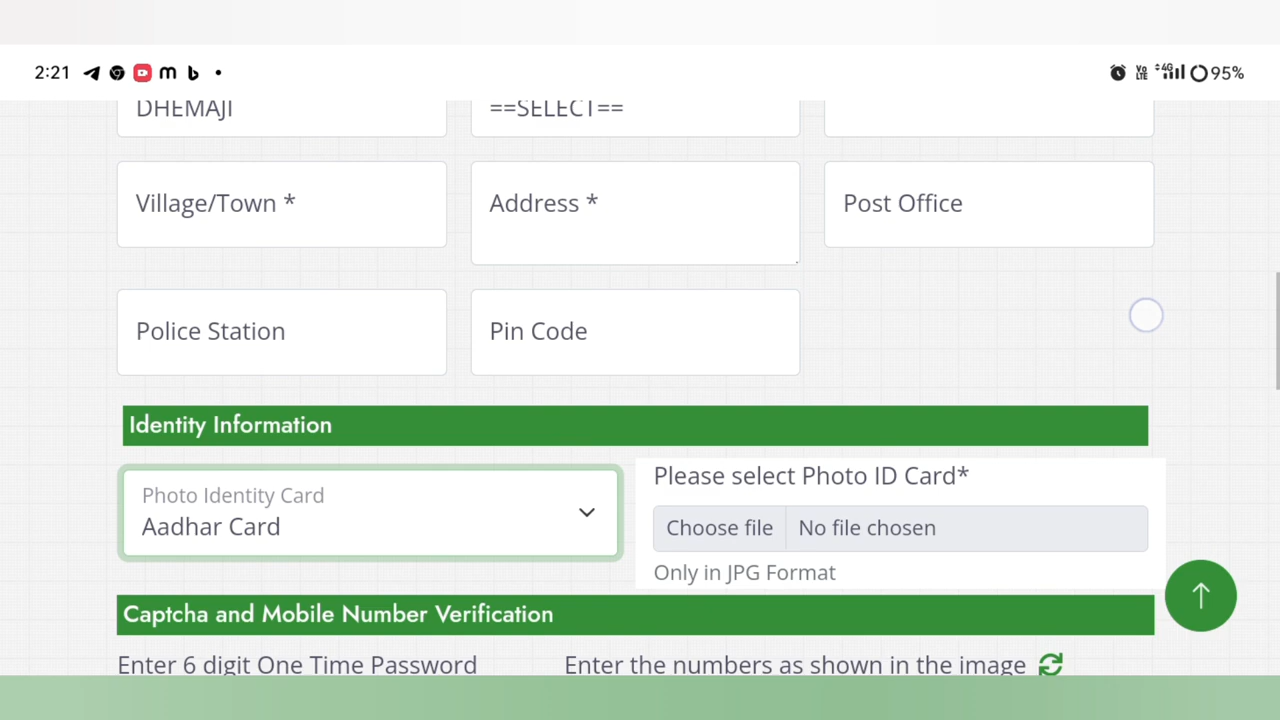 2:21
95%
DHEMAJI ==SELECT==
Village/Town * Address * Post Office
Police Station Pin Code
Identity Information
Photo Identity Card
Aadhar Card
Please select Photo ID Card*
Choose file No file chosen
Only in JPG Format
Captcha and Mobile Number Verification
Enter 6 digit One Time Password Enter the numbers as shown in the image